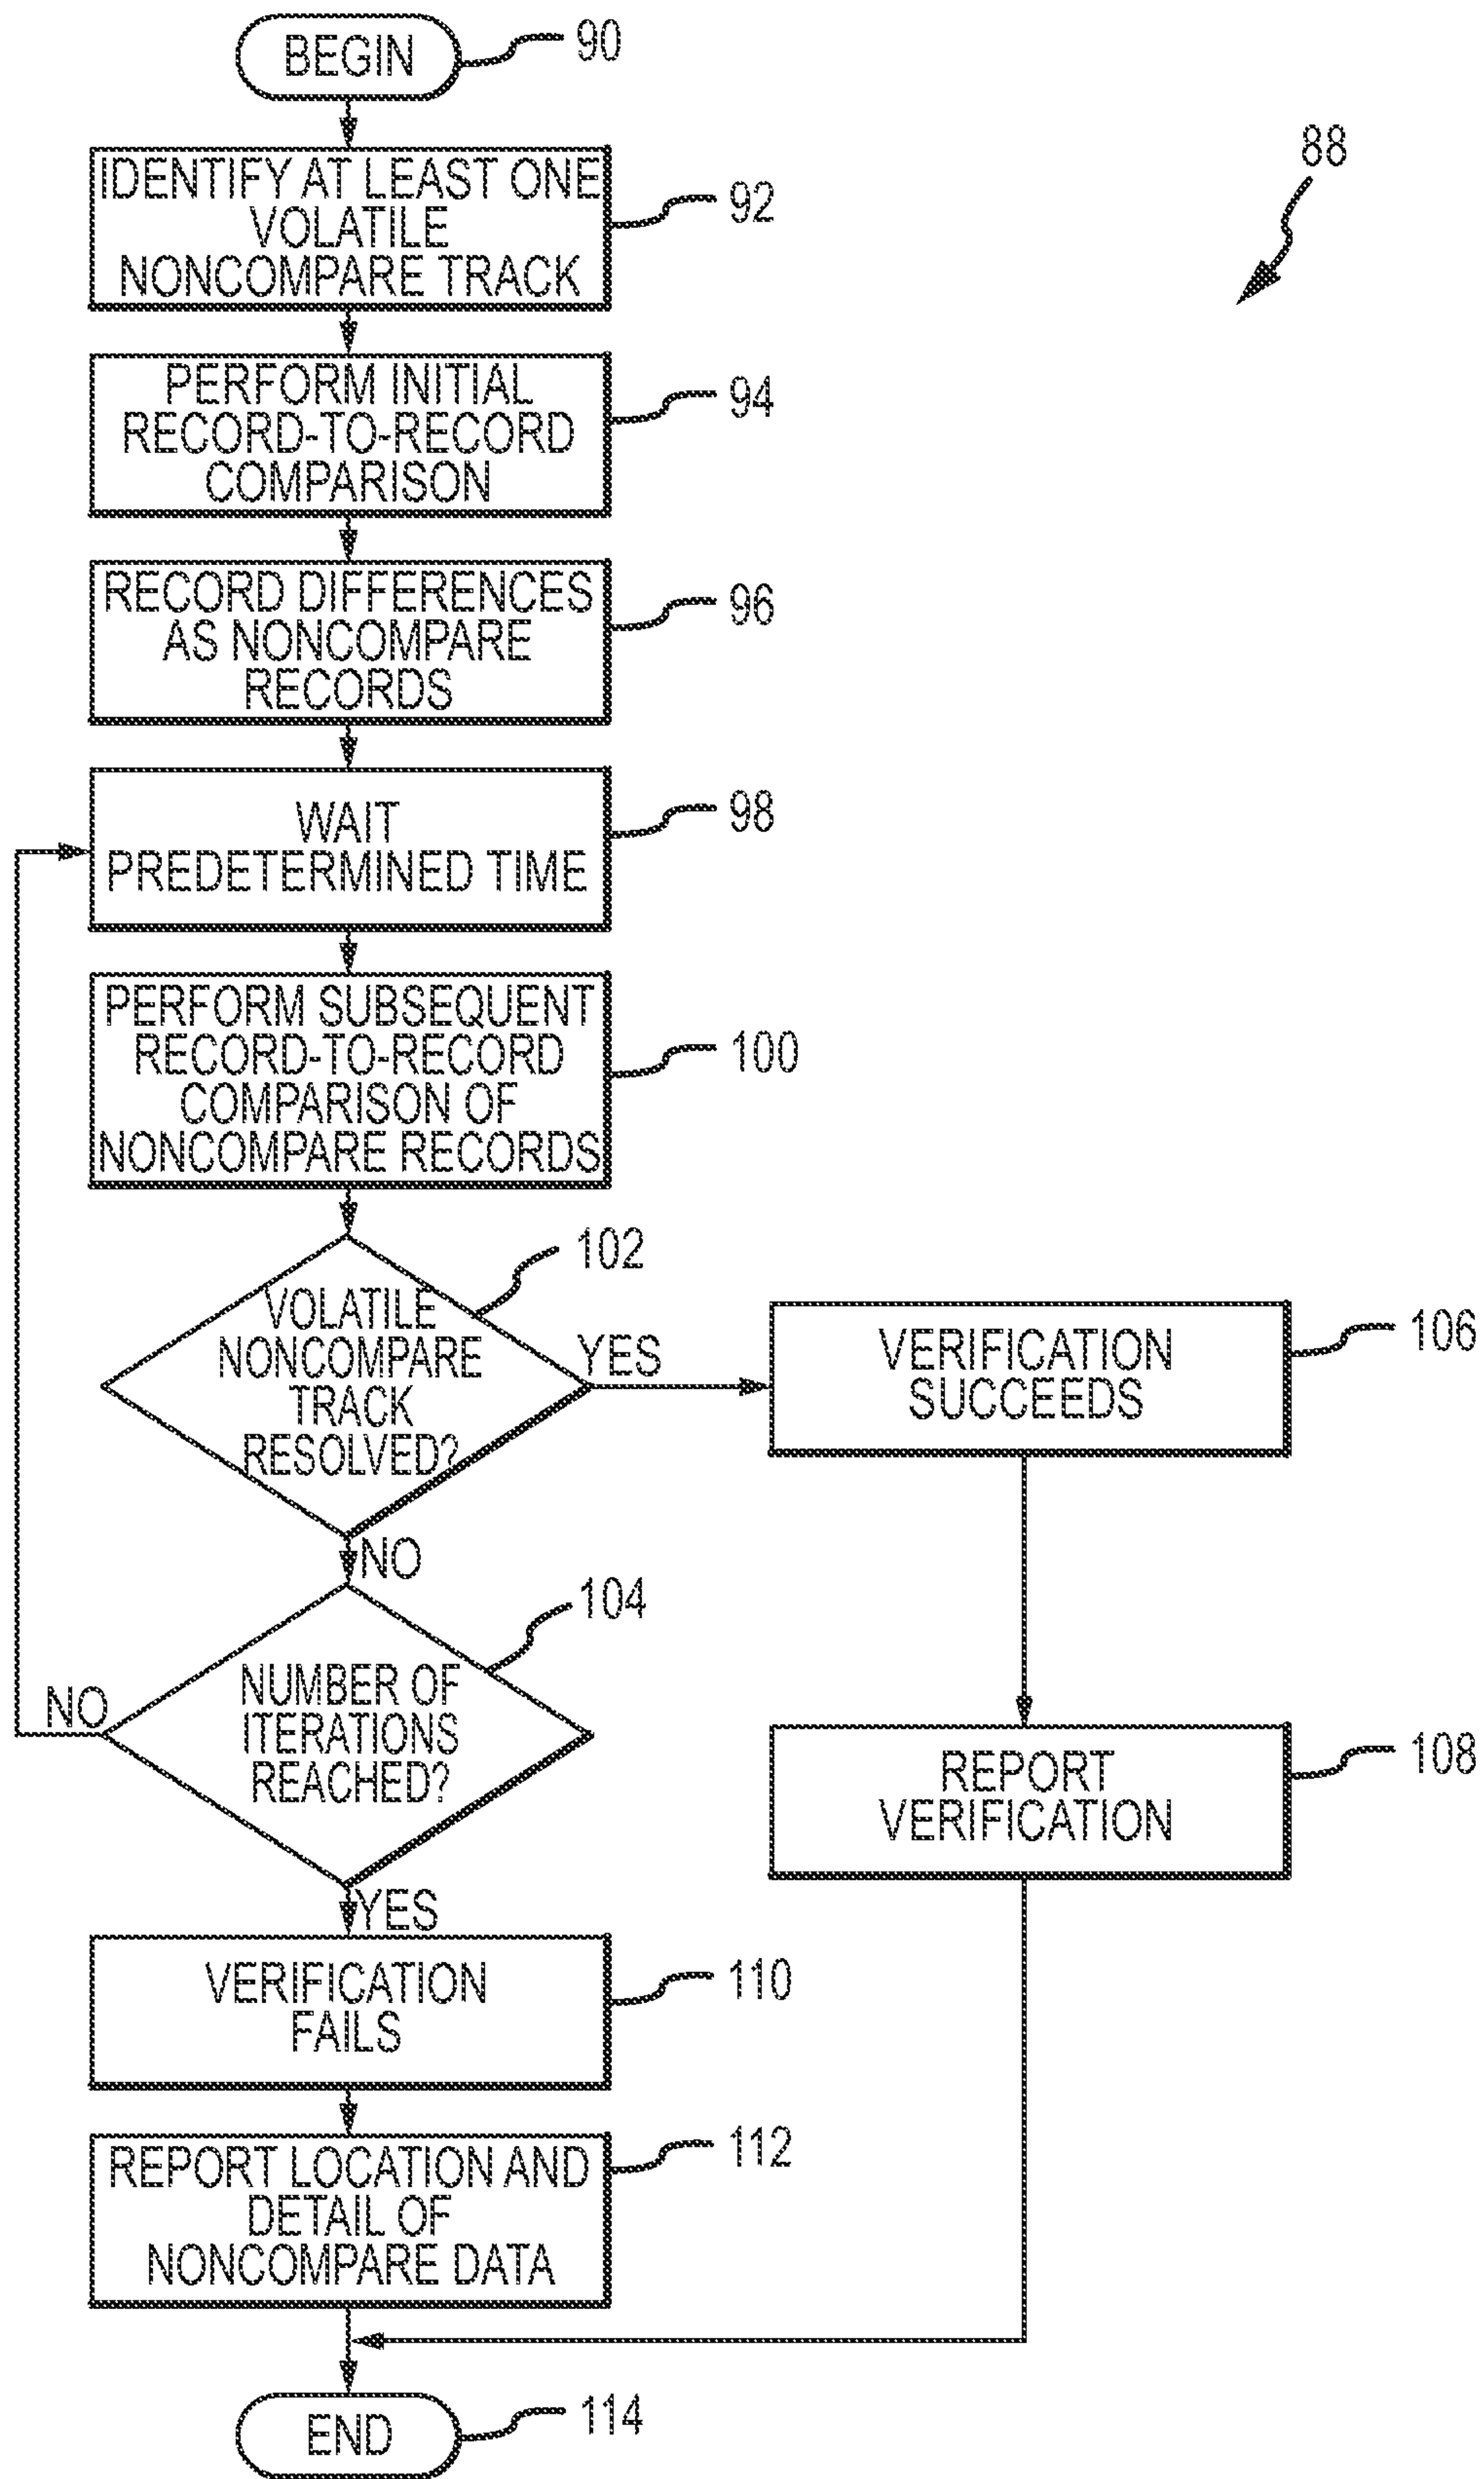 BEGIN
90
88
IDENTIFY AT LEAST ONE
VOLATILE
NONCOMPARE TRACK
92
PERFORM INITIAL
RECORD-TO-RECORD
COMPARISON
94
RECORD DIFFERENCES
AS NONCOMPARE
RECORDS
96
WAIT
PREDETERMINED TIME
98
PERFORM SUBSEQUENT
RECORD-TO-RECORD
COMPARISON OF
NONCOMPARE RECORDS
100
VOLATILE
NONCOMPARE
TRACK
RESOLVED?
102
YES
NO
VERIFICATION
SUCCEEDS
106
NUMBER OF
ITERATIONS
REACHED?
104
NO
YES
REPORT
VERIFICATION
108
VERIFICATION
FAILS
110
REPORT LOCATION AND
DETAIL OF
NONCOMPARE DATA
112
END
114